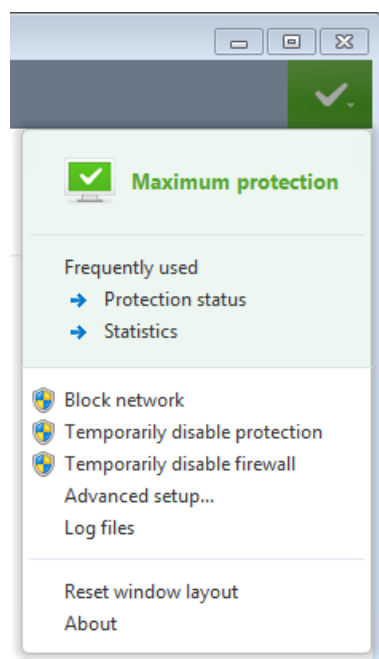 Maximum protection
Frequently used
Protection status
Statistics
Block network
Temporarily disable protection
Temporarily disable firewall
Advanced setup...
Log files
Reset window layout
About